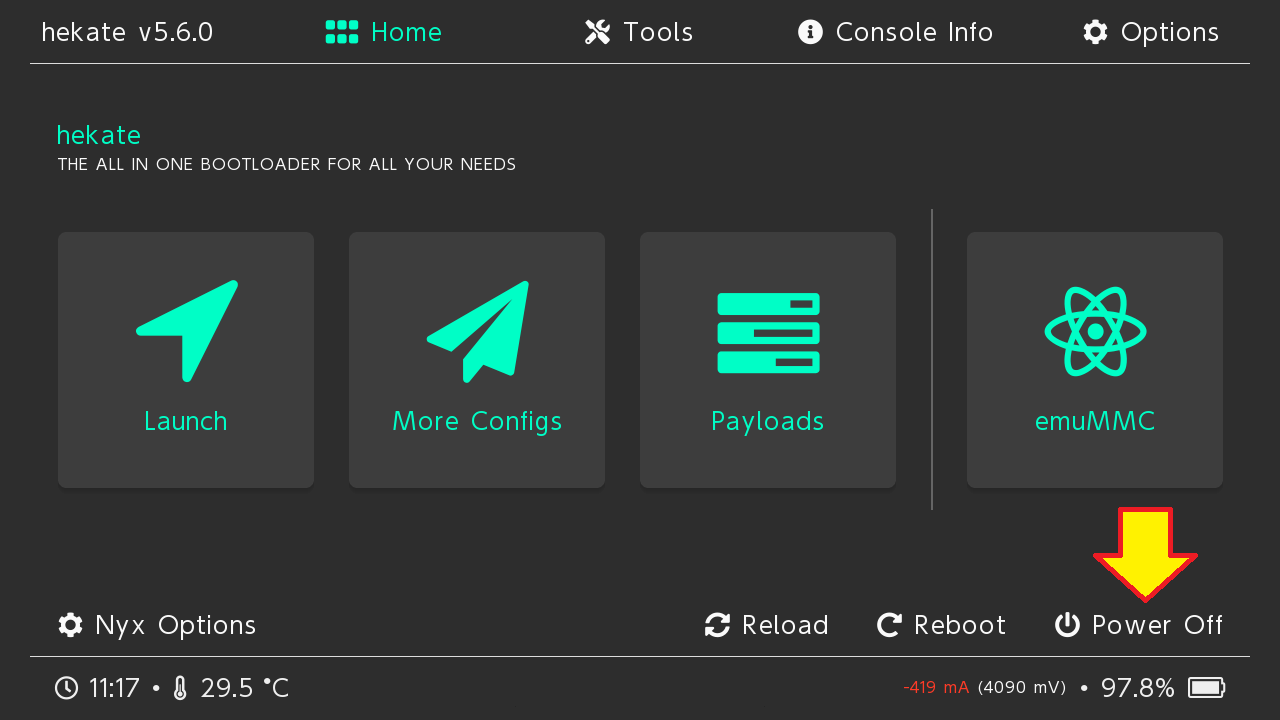 hekate v5.6.0 Home Tools Console Info Options
hekate
THE ALL IN ONE BOOTLOADER FOR ALL YOUR NEEDS
Launch More Configs Payloads emuMMC
Nyx Options Reload Reboot Power Off
11:17 • 29.5 °C -419 mA (4090 mV) • 97.8%